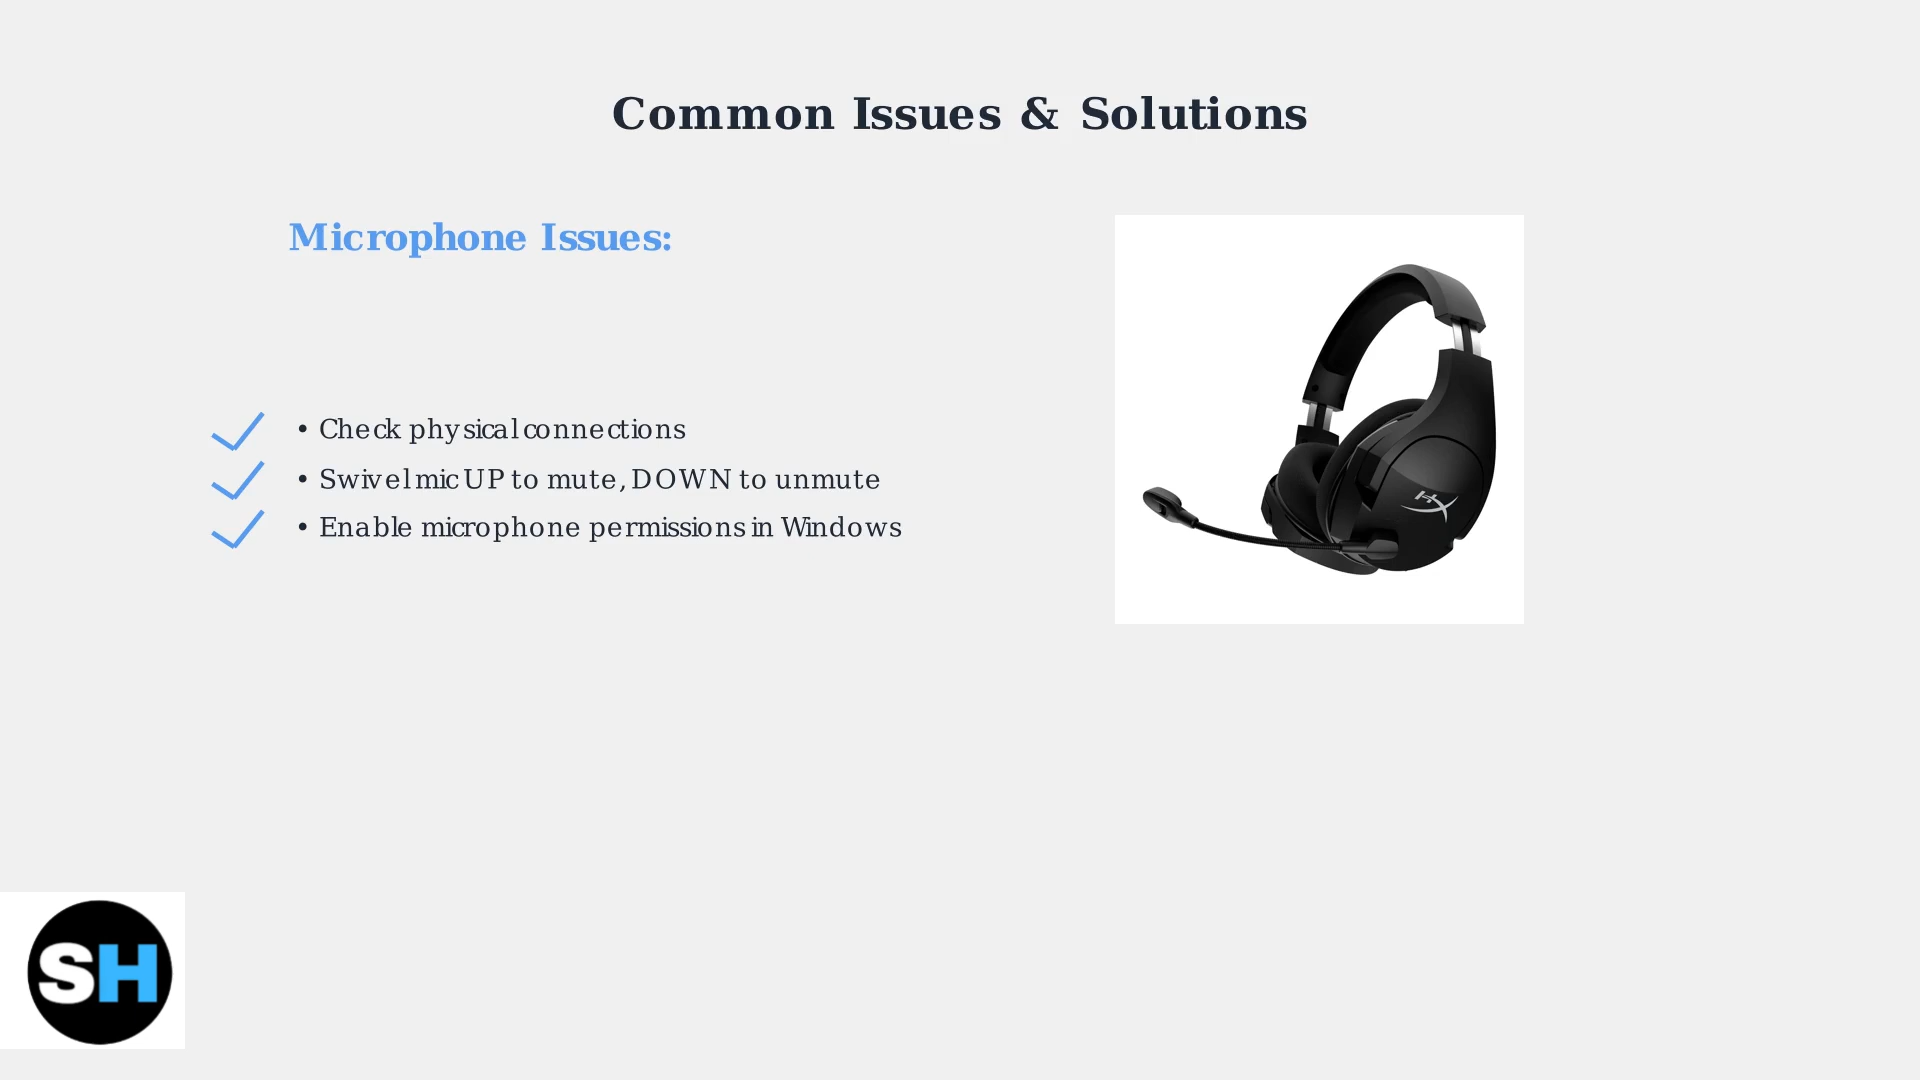 Common Issues & Solutions
Microphone Issues:
• Check physical connections
• Swivel mic UP to mute, DOWN to unmute
• Enable microphone permissions in Windows
HX
SH